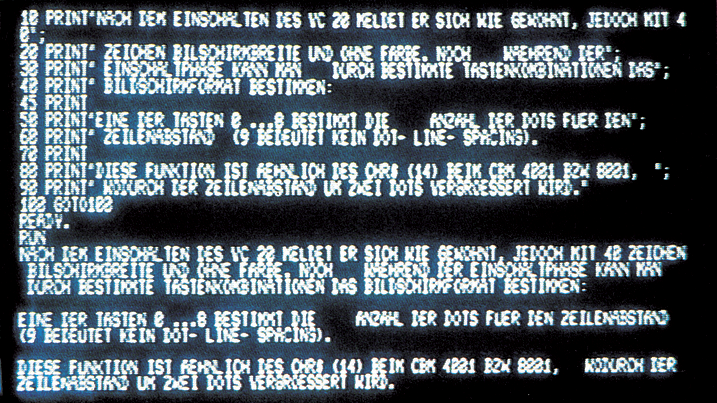 10 PRINT"NACH DEM EINSCHALTEN DES VC 20 MELDET ER SICH WIE GEWOHNT, JEDOCH MIT 4
0";
20 PRINT" ZEICHEN BILSCHIRMBREITE UND OHNE FARBE. NOCH    WAEHREND DER";
30 PRINT" EINSCHALTPHASE KANN MAN    DURCH BESTIMMTE TASTENKOMBINATIONEN DAS";
40 PRINT" BILDSCHIRMFORMAT BESTIMMEN:
45 PRINT
50 PRINT"EINE DER TASTEN 0 ...8 BESTIMMT DIE    ANZAHL DER DOTS FUER DEN";
60 PRINT" ZEILENABSTAND  (9 BEDEUTET KEIN DOT- LINE- SPACING).
70 PRINT
80 PRINT"DIESE FUNKTION IST AEHNLICH DES CHR$ (14) BEIM CBM 4001 BZW 8001,  ";
90 PRINT" WODURCH DER ZEILENABSTAND UM ZWEI DOTS VERGROESSERT WIRD."
100 GOTO100
READY.
RUN
NACH DEM EINSCHALTEN DES VC 20 MELDET ER SICH WIE GEWOHNT, JEDOCH MIT 40 ZEICHEN
BILSCHIRMBREITE UND OHNE FARBE. NOCH    WAEHREND DER EINSCHALTPHASE KANN MAN
DURCH BESTIMMTE TASTENKOMBINATIONEN DAS BILDSCHIRMFORMAT BESTIMMEN:
EINE DER TASTEN 0 ...8 BESTIMMT DIE    ANZAHL DER DOTS FUER DEN ZEILENABSTAND
(9 BEDEUTET KEIN DOT- LINE- SPACING).
DIESE FUNKTION IST AEHNLICH DES CHR$ (14) BEIM CBM 4001 BZW 8001,    WODURCH DER
ZEILENABSTAND UM ZWEI DOTS VERGROESSERT WIRD.